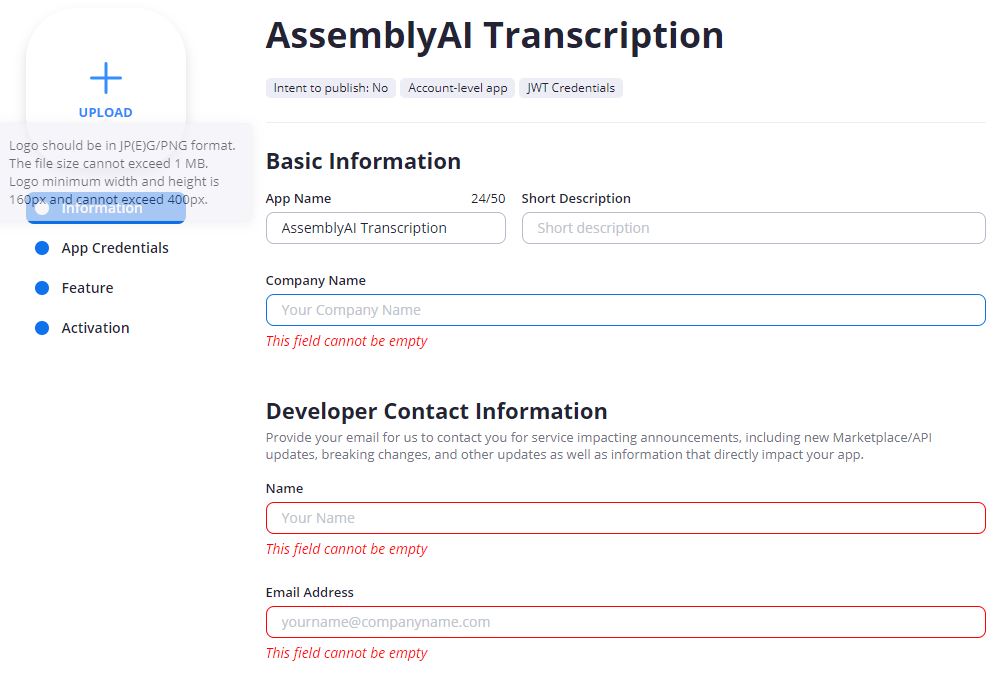 UPLOAD
Logo should be in JP(E)G/PNG format.
The file size cannot exceed 1 MB.
Logo minimum width and height is
160px and cannot exceed 400px.
Information
App Credentials
Feature
Activation
AssemblyAI Transcription
Intent to publish: No
Account-level app
JWT Credentials
Basic Information
App Name
24/50
AssemblyAI Transcription
Short Description
Short description
Company Name
Your Company Name
This field cannot be empty
Developer Contact Information
Provide your email for us to contact you for service impacting announcements, including new Marketplace/API
updates, breaking changes, and other updates as well as information that directly impact your app.
Name
Your Name
This field cannot be empty
Email Address
yourname@companyname.com
This field cannot be empty